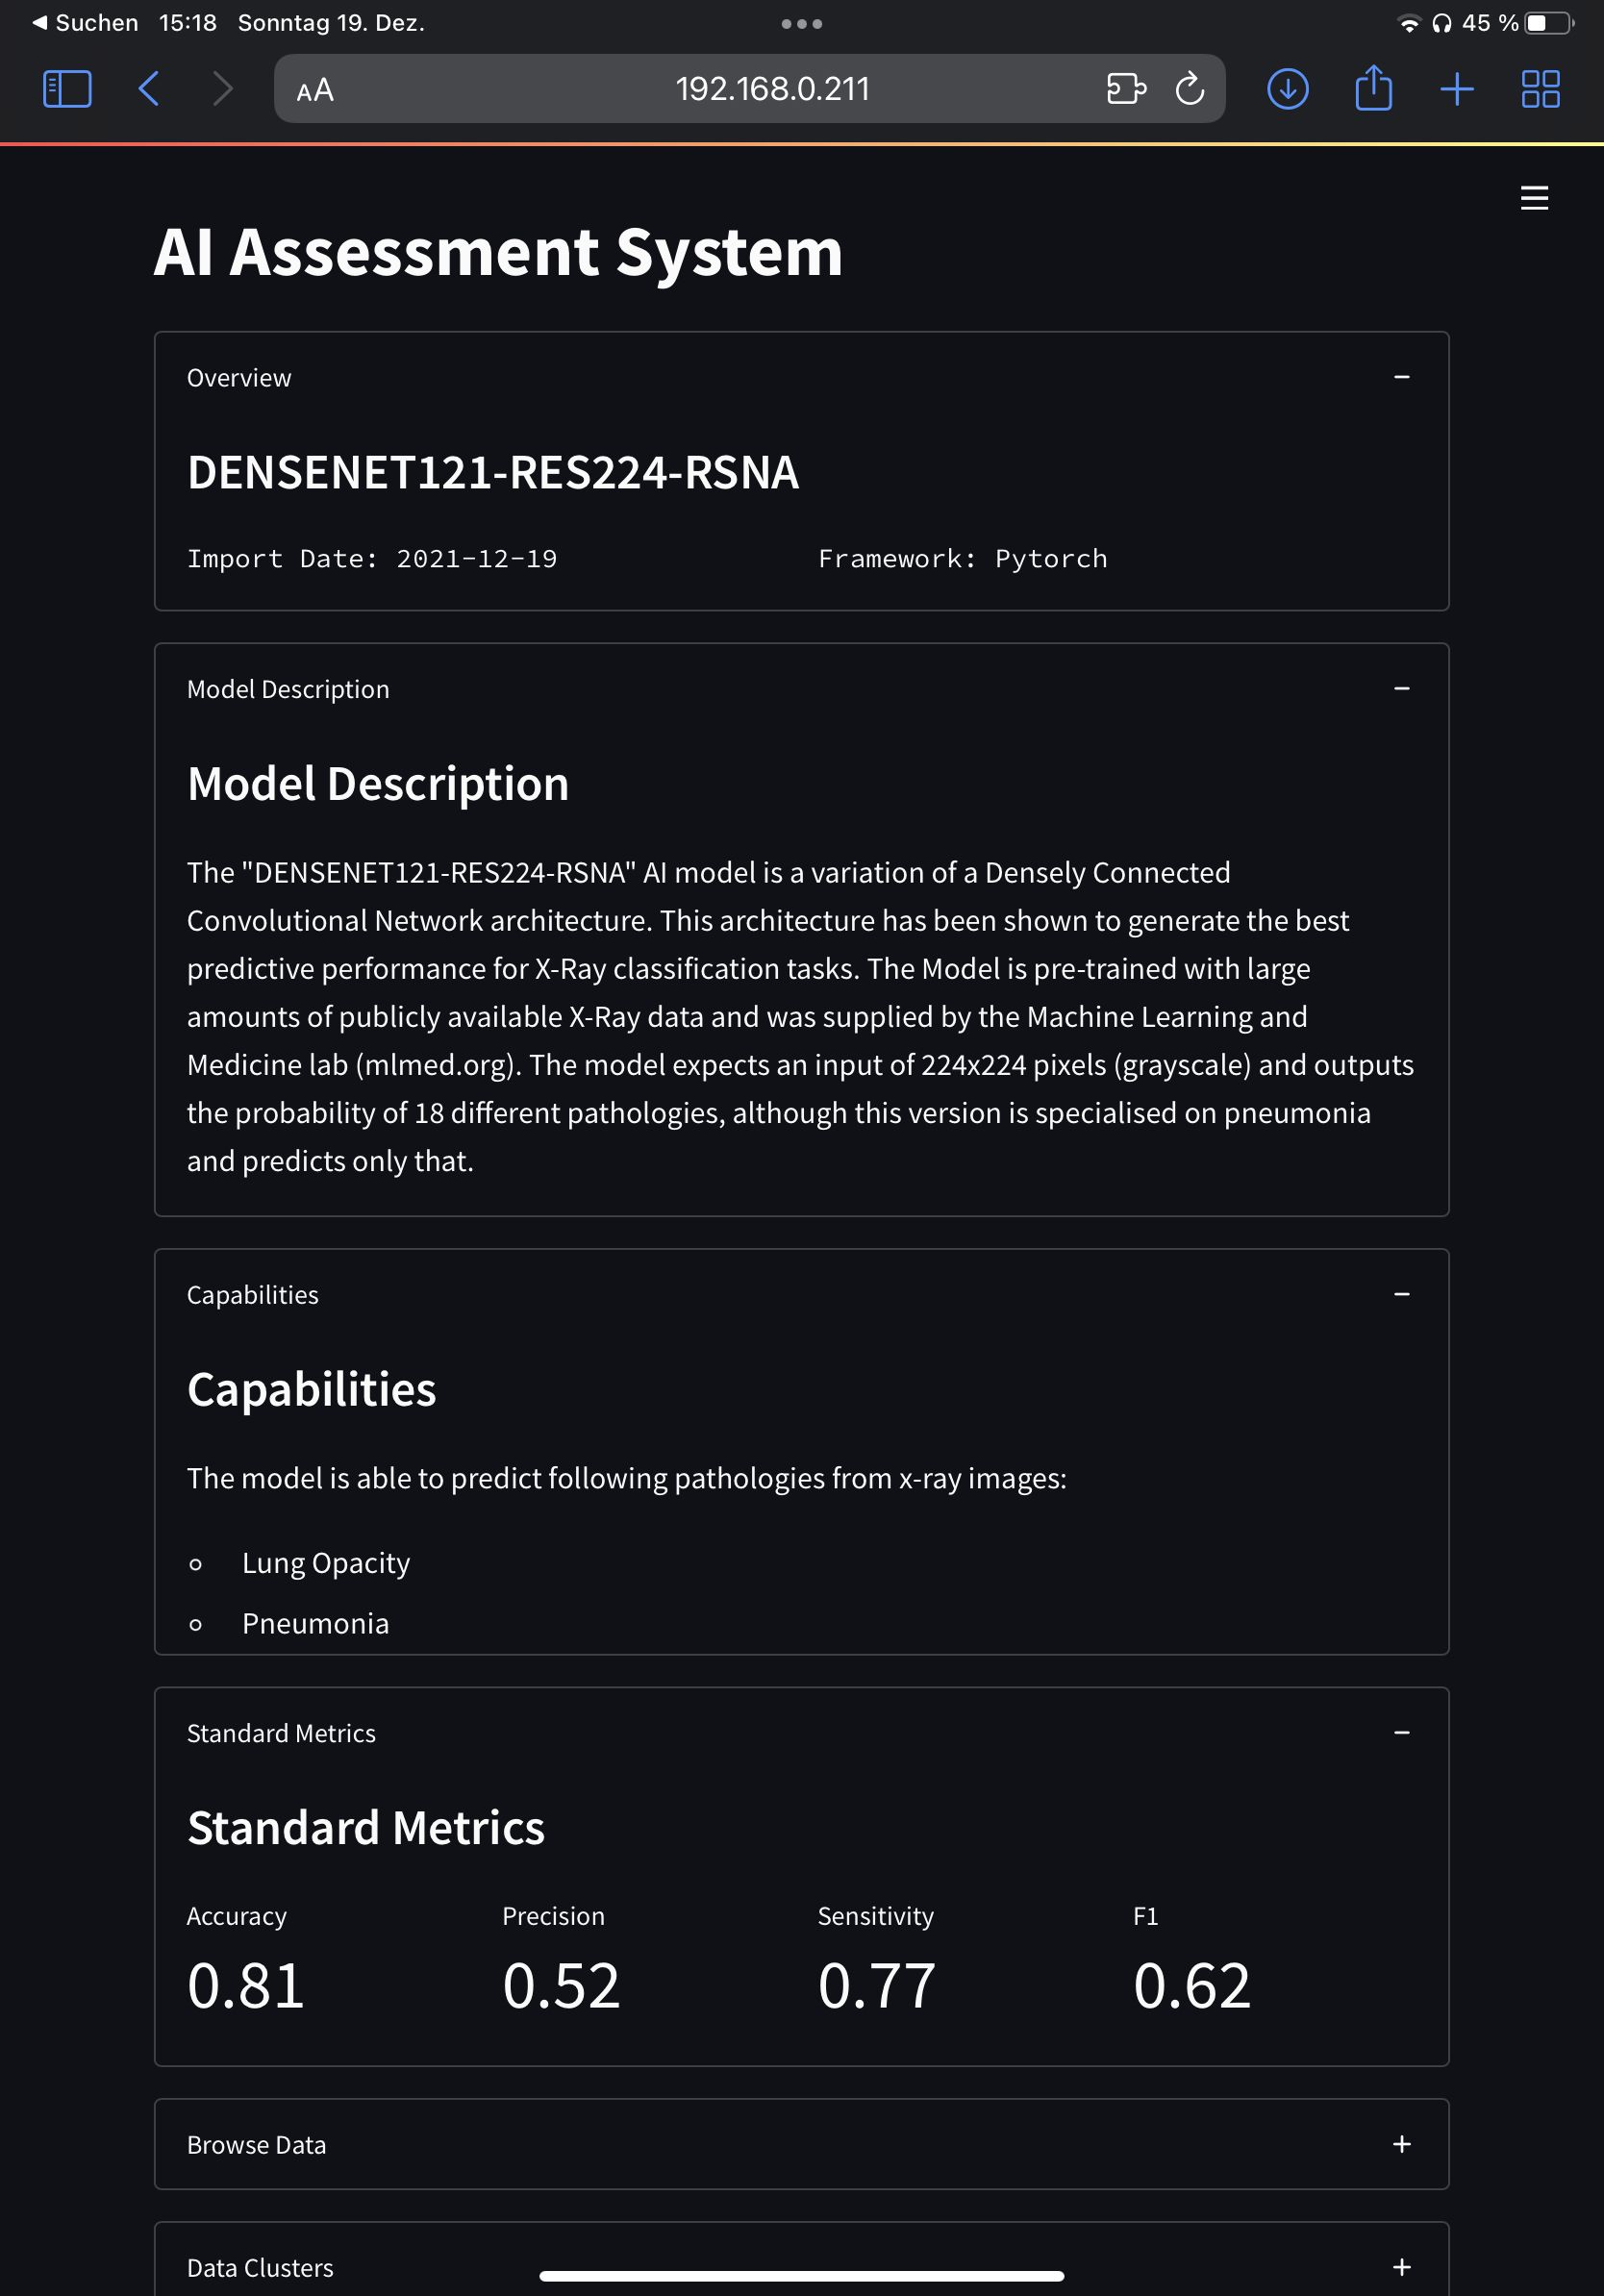 Suchen 15:18 Sonntag 19. Dez. 45 %
AA 192.168.0.211
AI Assessment System
Overview
DENSENET121-RES224-RSNA
Import Date: 2021-12-19 Framework: Pytorch
Model Description
Model Description
The "DENSENET121-RES224-RSNA" AI model is a variation of a Densely Connected
Convolutional Network architecture. This architecture has been shown to generate the best
predictive performance for X-Ray classification tasks. The Model is pre-trained with large
amounts of publicly available X-Ray data and was supplied by the Machine Learning and
Medicine lab (mlmed.org). The model expects an input of 224x224 pixels (grayscale) and outputs
the probability of 18 different pathologies, although this version is specialised on pneumonia
and predicts only that.
Capabilities
Capabilities
The model is able to predict following pathologies from x-ray images:
Lung Opacity
Pneumonia
Standard Metrics
Standard Metrics
Accuracy Precision Sensitivity F1
0.81 0.52 0.77 0.62
Browse Data
Data Clusters